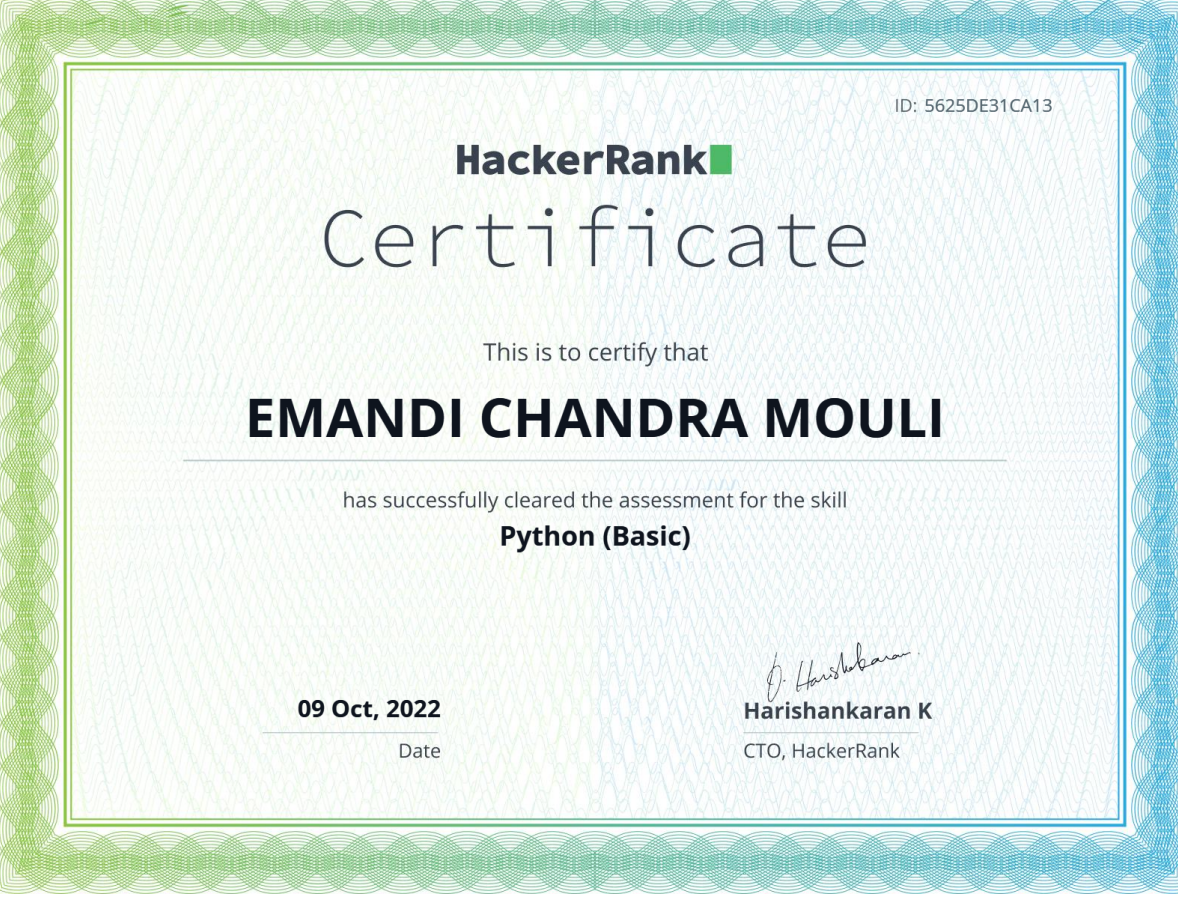 ID: 5625DE31CA13
HackerRank
Certificate
This is to certify that
EMANDI CHANDRA MOULI
has successfully cleared the assessment for the skill
Python (Basic)
09 Oct, 2022
Date
Harishankaran K
CTO, HackerRank